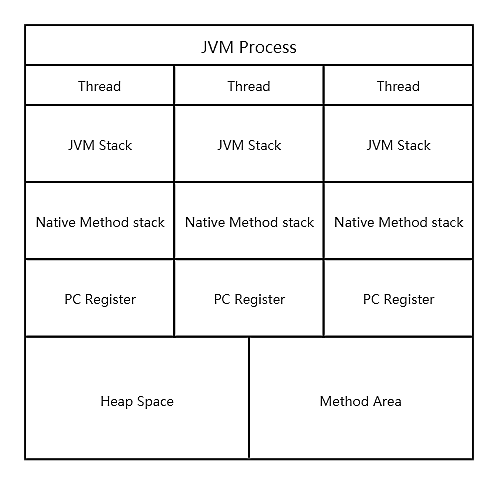 JVM Process
Thread Thread Thread
JVM Stack JVM Stack JVM Stack
Native Method stack Native Method stack Native Method stack
PC Register PC Register PC Register
Heap Space Method Area